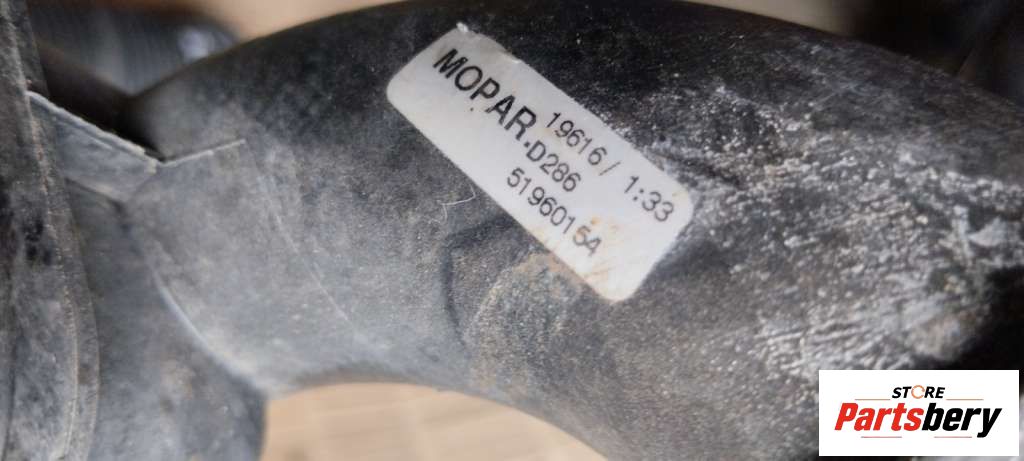 MOPAR.
19616 / 1:33
D286
51960154
STORE
Partsbery